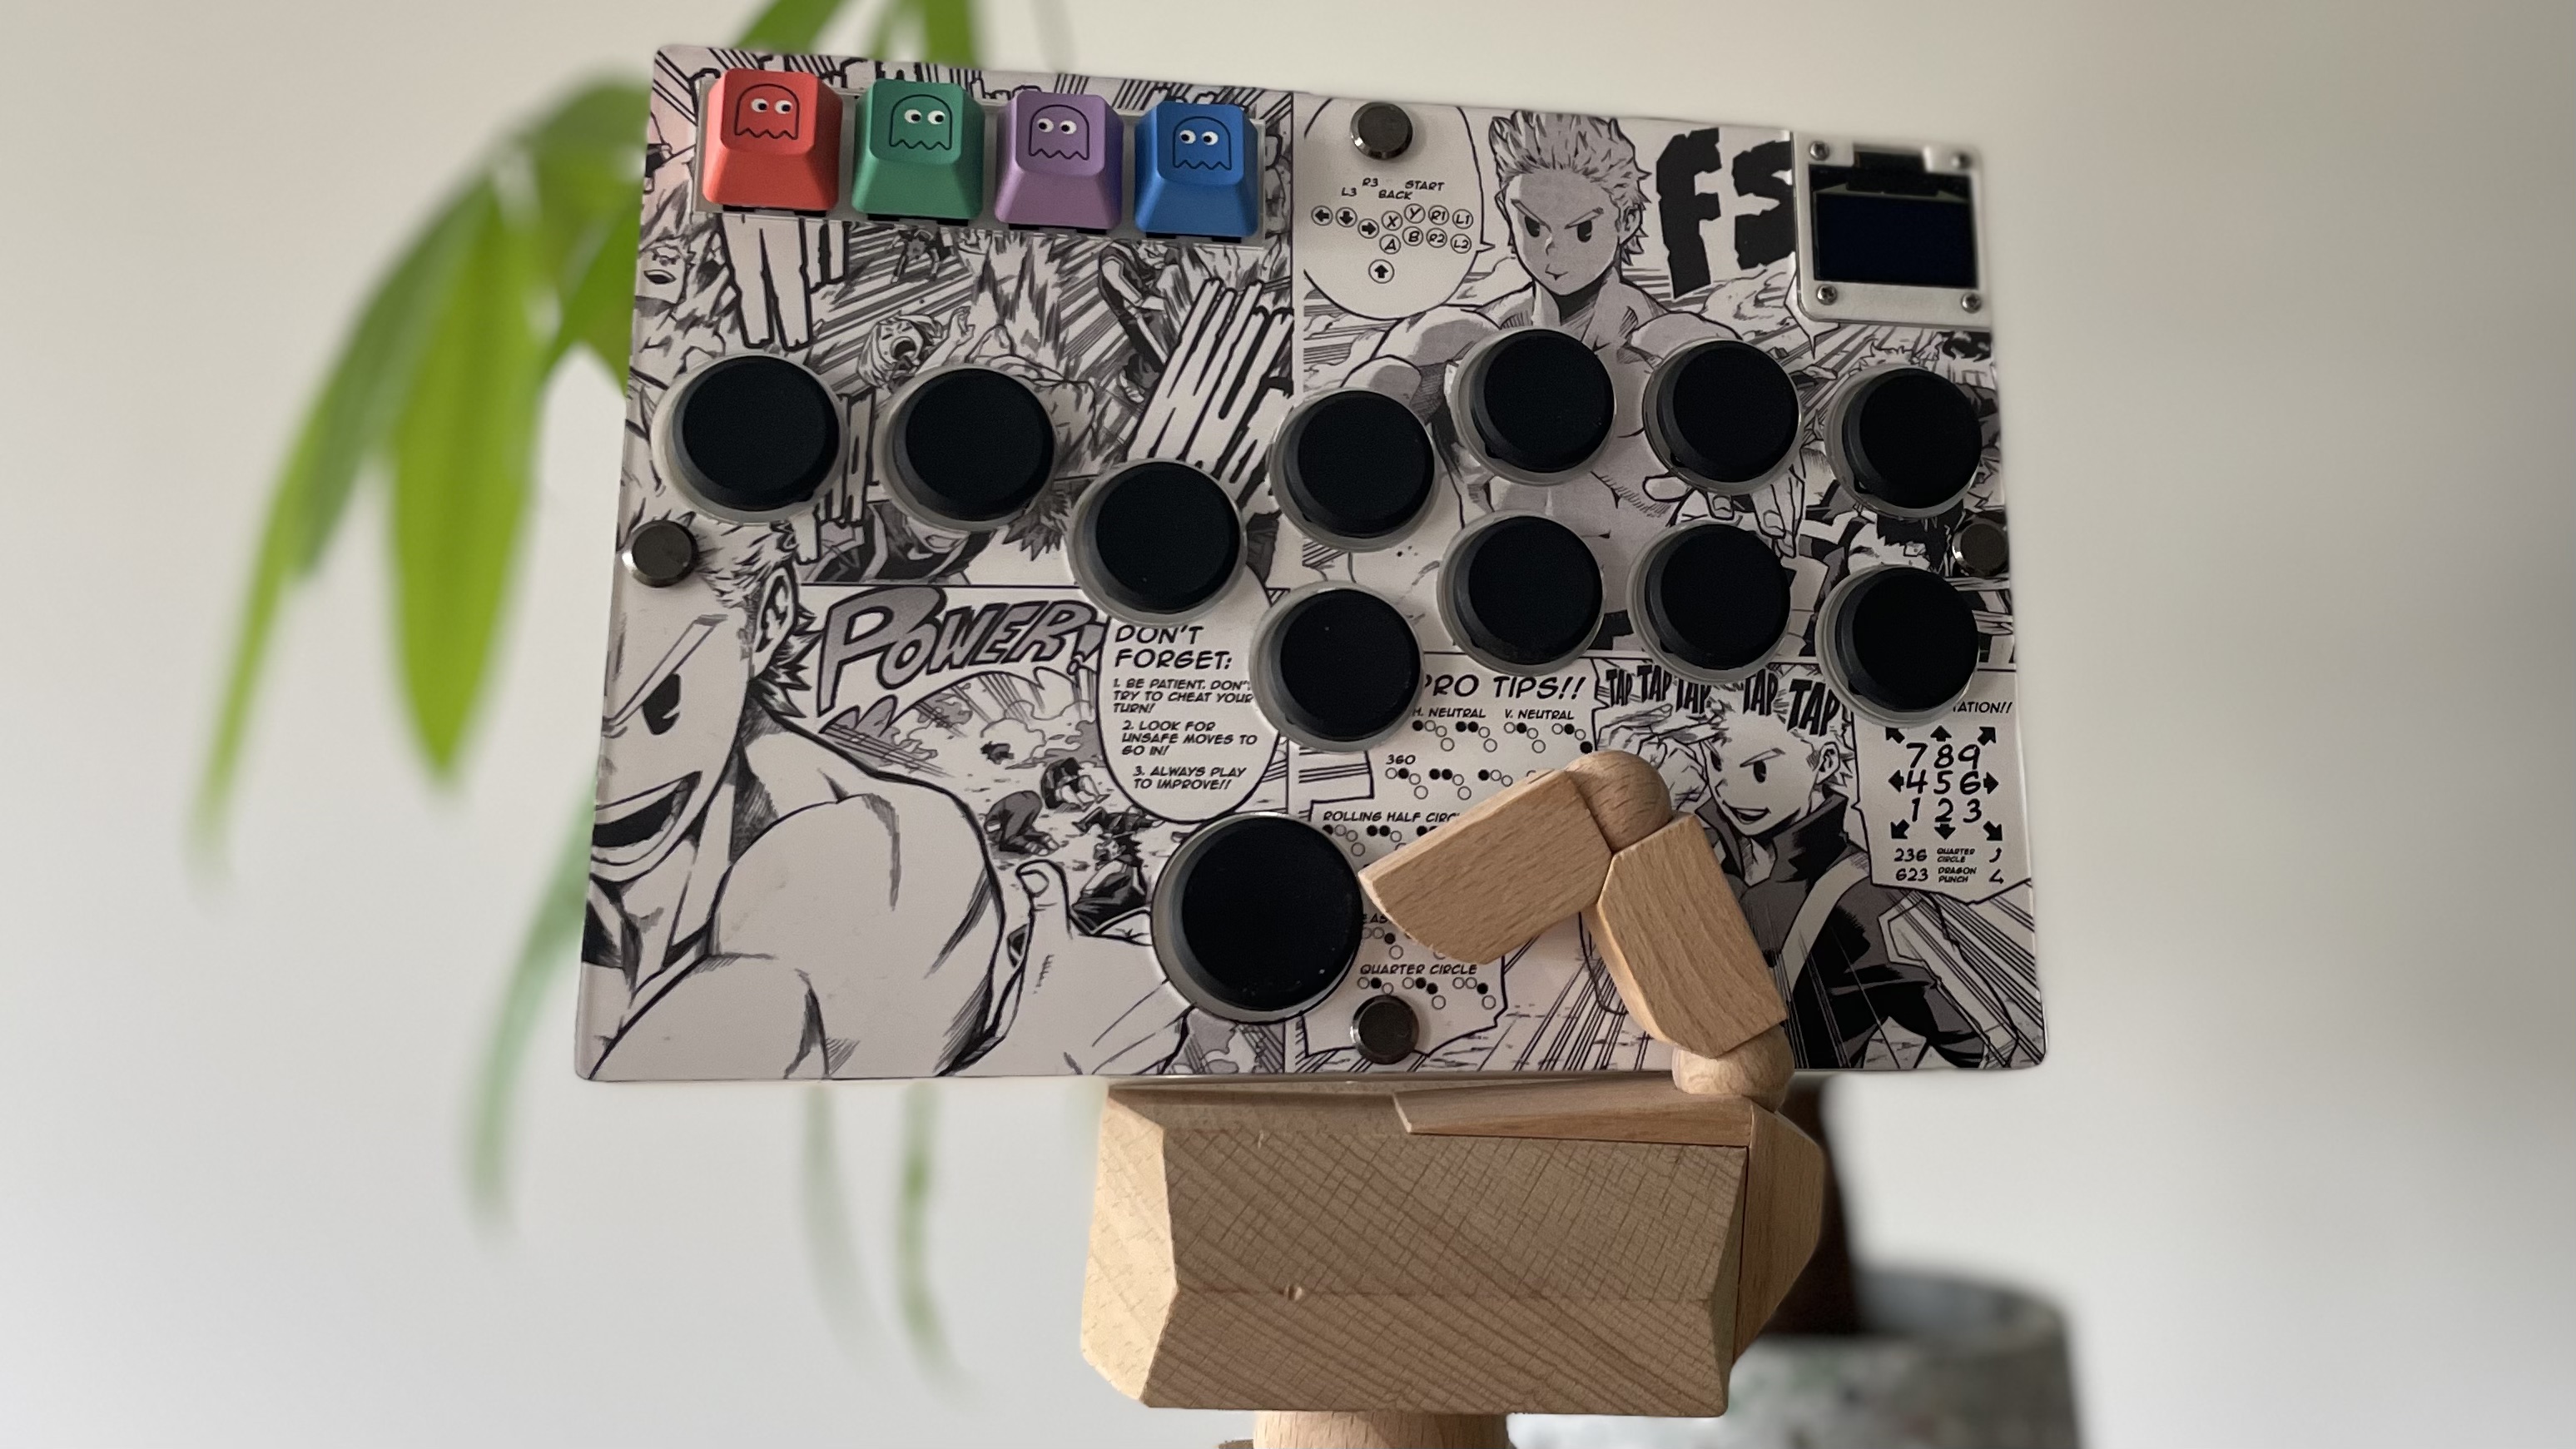 R3 START
L3 BACK
X Y R1 L1
A B R2 L2
FS
POWER!
DON'T
FORGET:
1. BE PATIENT. DON'T
TRY TO CHEAT YOUR
TURN!
2. LOOK FOR
UNSAFE MOVES TO
GO IN!
3. ALWAYS PLAY
TO IMPROVE!!
PRO TIPS!!
H. NEUTRAL V. NEUTRAL
360
ROLLING HALF
QUARTER CIRCLE
TAP TAP TAP TAP TAP
789
456
123
236 QUARTER
CIRCLE
623 DRAGON
PUNCH